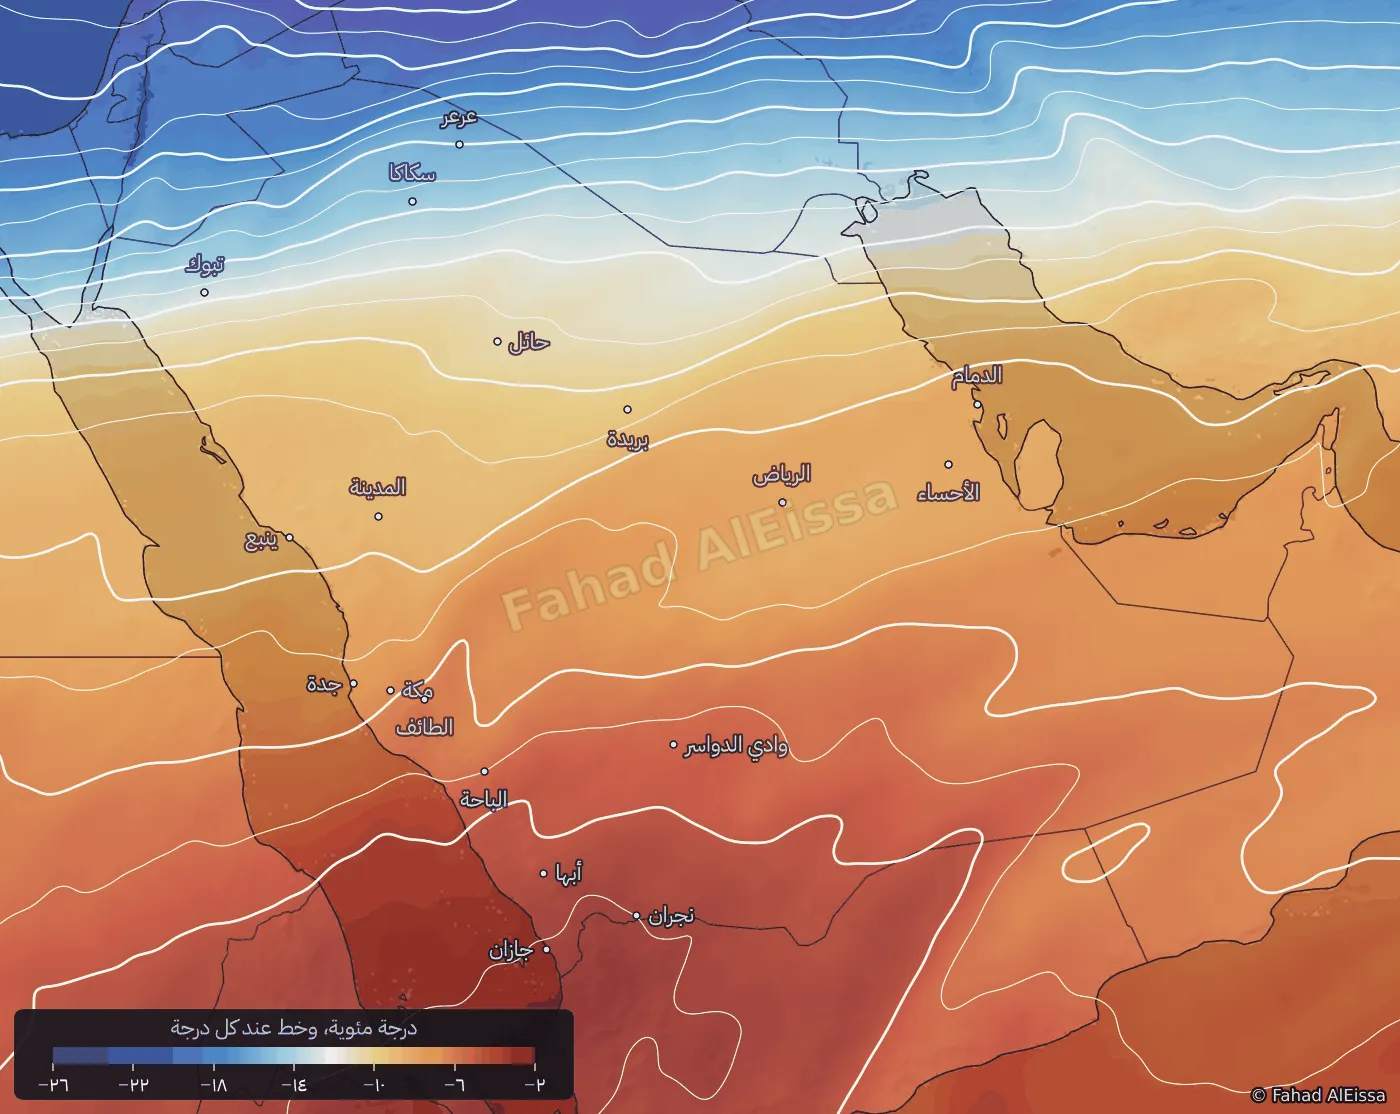 عرعر
سكاكا
تبوك
حائل
الدمام
بريدة
الرياض
الأحساء
المدينة
ينبع
Fahad AlEissa
جدة
مكة
الطائف
وادي الدواسر
الباحة
أبها
نجران
جازان
درجة مئوية، وخط عند كل درجة
−٢٦ −٢٢ −١٨ −١٤ −١٠ −٦ −٢
© Fahad AlEissa